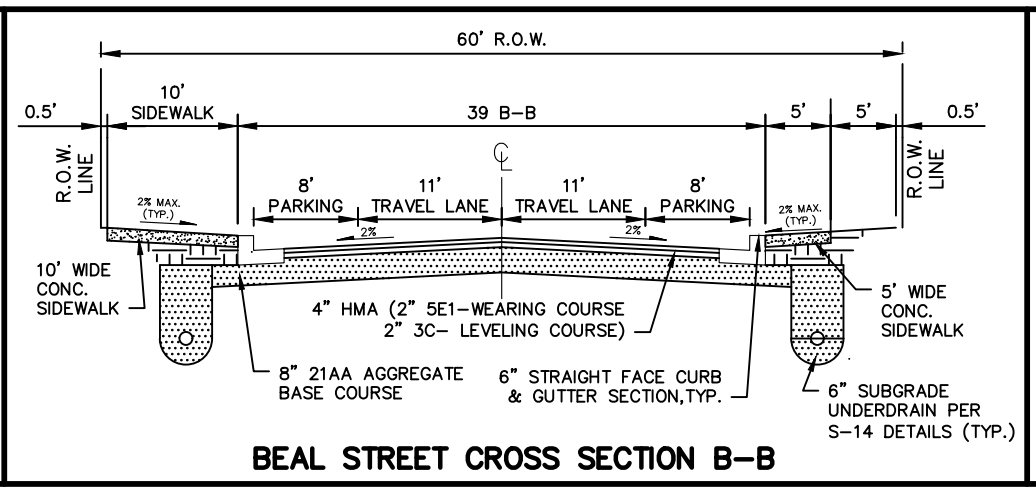 60' R.O.W.
0.5'
10'
SIDEWALK
39 B-B
5'
5'
0.5'
R.O.W.
LINE
℄
R.O.W.
LINE
8'
PARKING
11'
TRAVEL LANE
11'
TRAVEL LANE
8'
PARKING
2% MAX.
(TYP.)
2%
2%
2% MAX.
(TYP.)
10' WIDE
CONC.
SIDEWALK
4" HMA (2" 5E1-WEARING COURSE
2" 3C- LEVELING COURSE)
5' WIDE
CONC.
SIDEWALK
8" 21AA AGGREGATE
BASE COURSE
6" STRAIGHT FACE CURB
& GUTTER SECTION,TYP.
6" SUBGRADE
UNDERDRAIN PER
S-14 DETAILS (TYP.)
BEAL STREET CROSS SECTION B-B